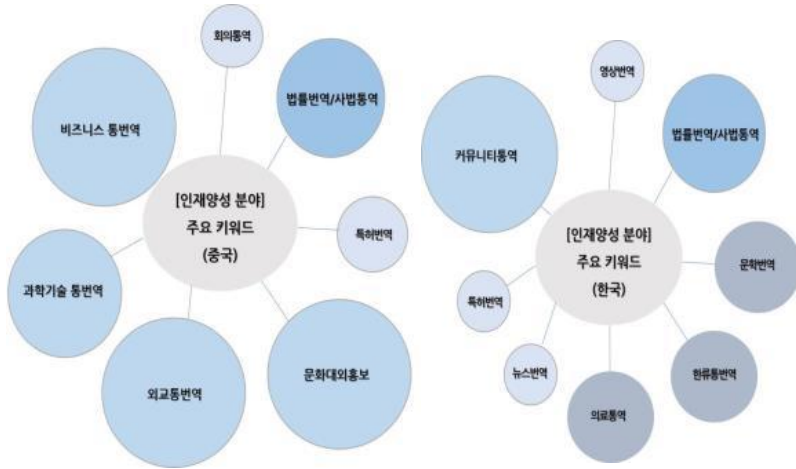 회의통역
비즈니스 통번역
법률번역/사법통역
[인재양성 분야]
주요 키워드
(중국)
특허번역
과학기술 통번역
외교통번역
문화대외홍보
영상번역
커뮤니티통역
법률번역/사법통역
[인재양성 분야]
주요 키워드
(한국)
문학번역
특허번역
뉴스번역
한류통번역
의료통역